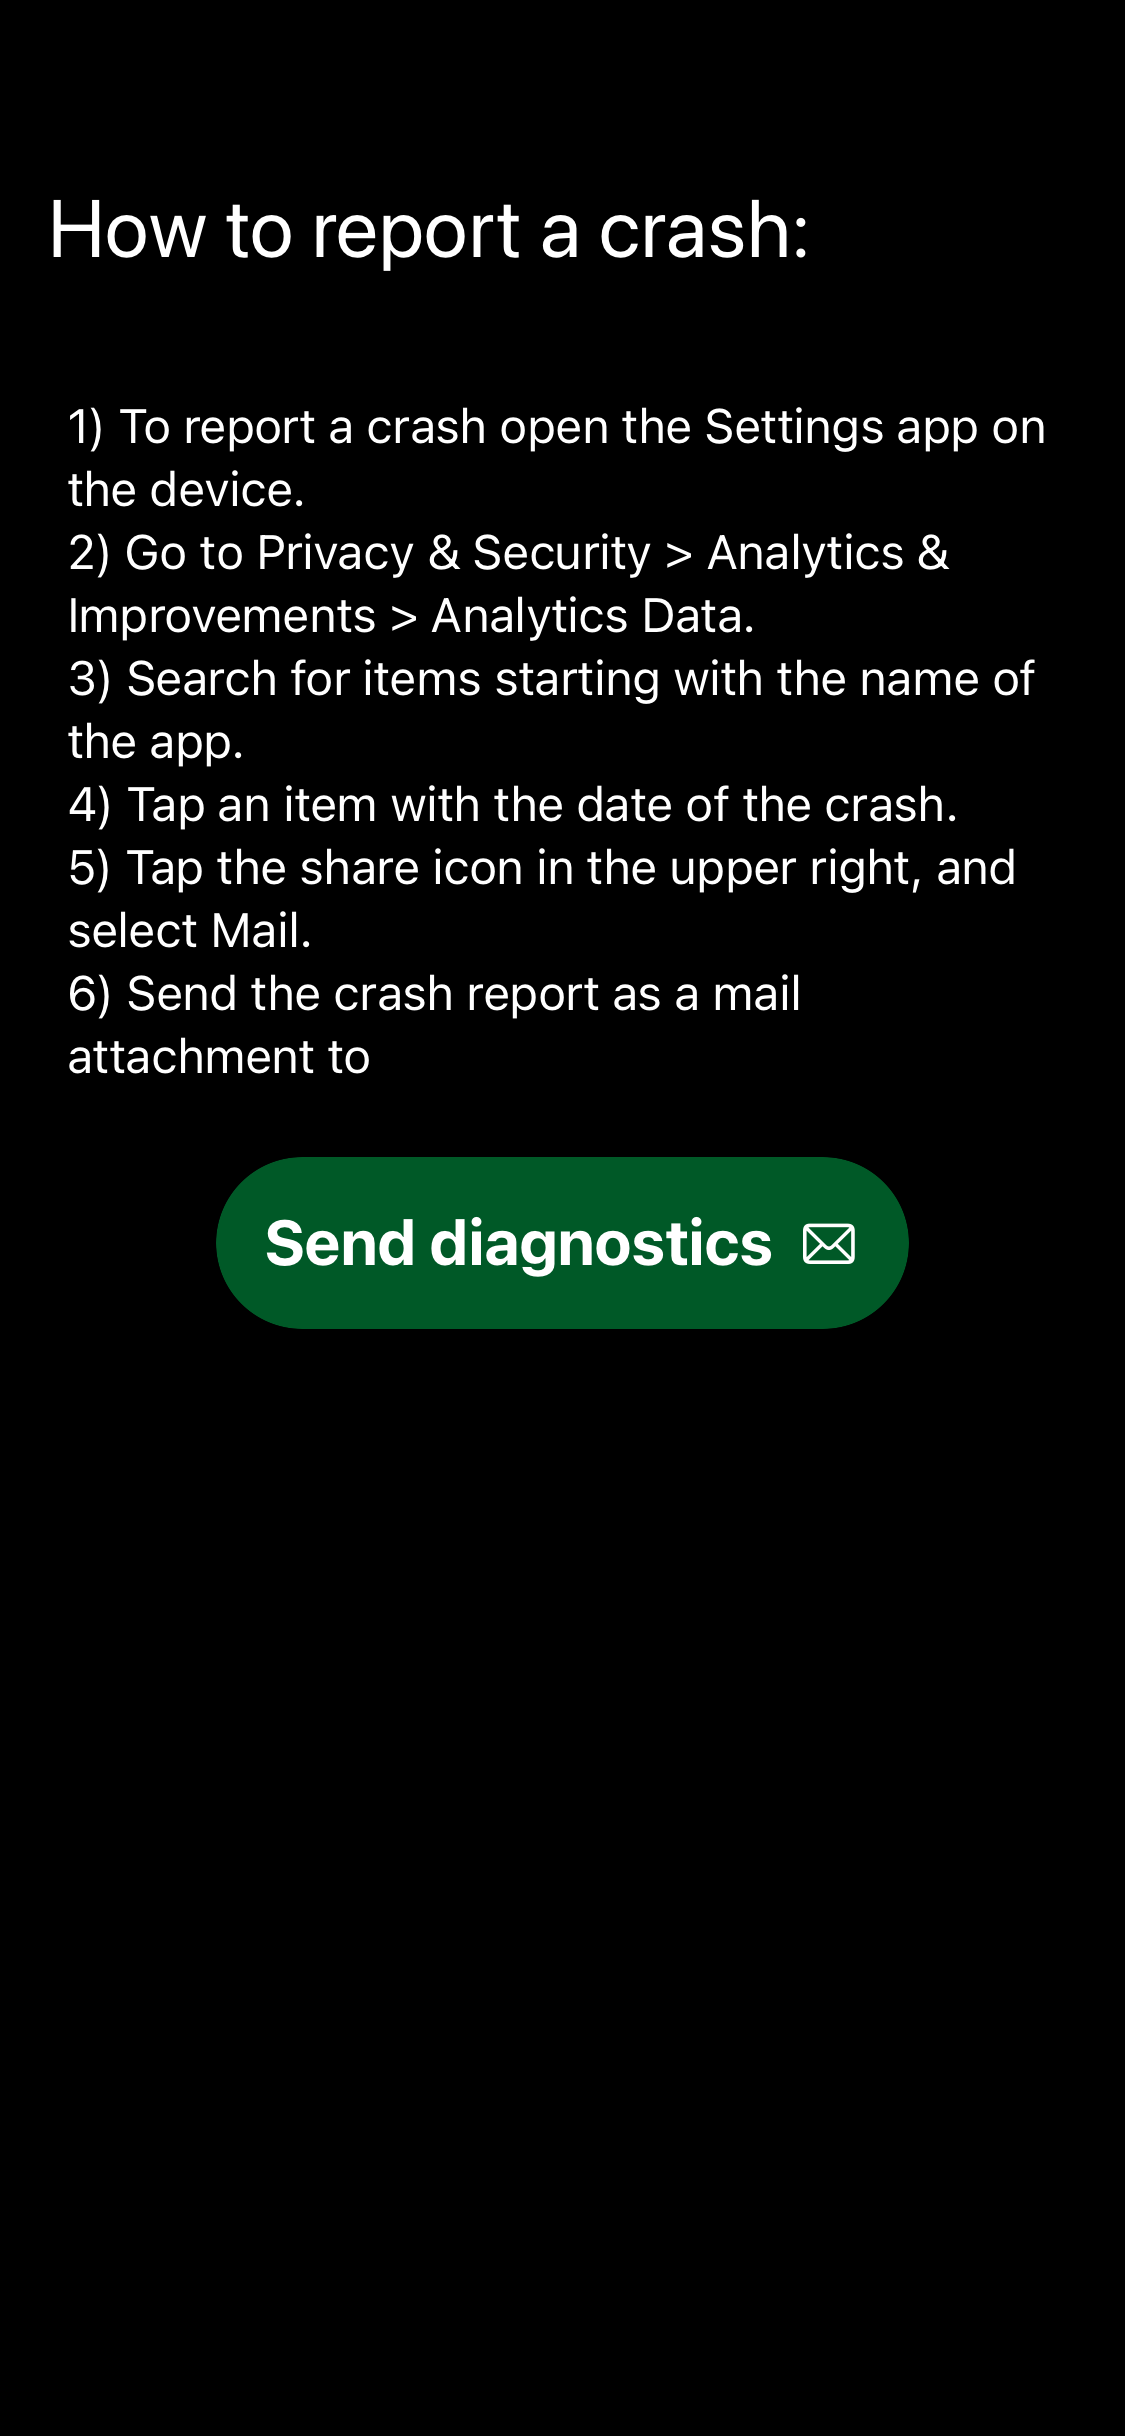 How to report a crash:
1) To report a crash open the Settings app on
the device.
2) Go to Privacy & Security > Analytics &
Improvements > Analytics Data.
3) Search for items starting with the name of
the app.
4) Tap an item with the date of the crash.
5) Tap the share icon in the upper right, and
select Mail.
6) Send the crash report as a mail
attachment to
Send diagnostics